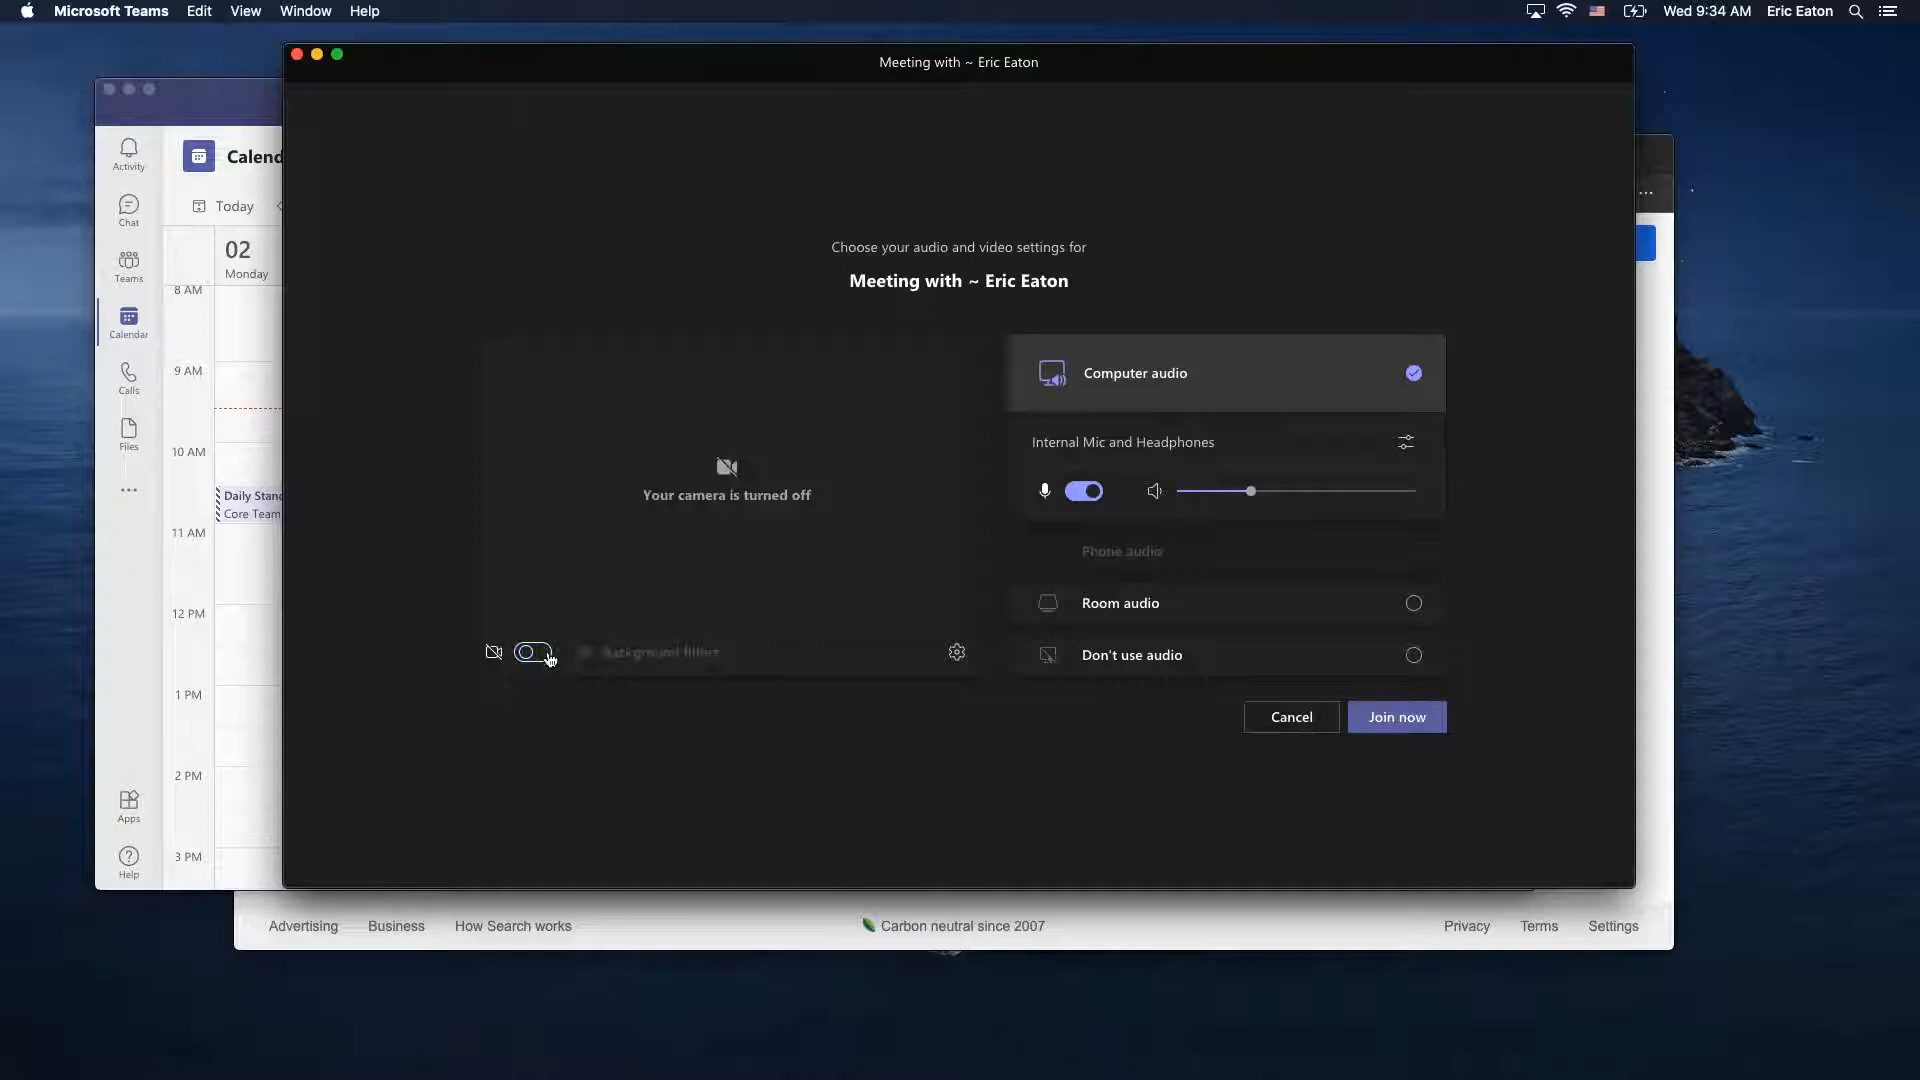 Microsoft Teams Edit View Window Help
Wed 9:34 AM Eric Eaton
Meeting with ~ Eric Eaton
Activity
Chat
Teams
Calendar
Calls
Files
Apps
Help
Calend
Today
02
Monday
8 AM
9 AM
10 AM
Daily Stand
Core Team
11 AM
12 PM
1 PM
2 PM
3 PM
Choose your audio and video settings for
Meeting with ~ Eric Eaton
Your camera is turned off
Background filters
Computer audio
Internal Mic and Headphones
Phone audio
Room audio
Don't use audio
Cancel Join now
Advertising Business How Search works
Carbon neutral since 2007
Privacy Terms Settings